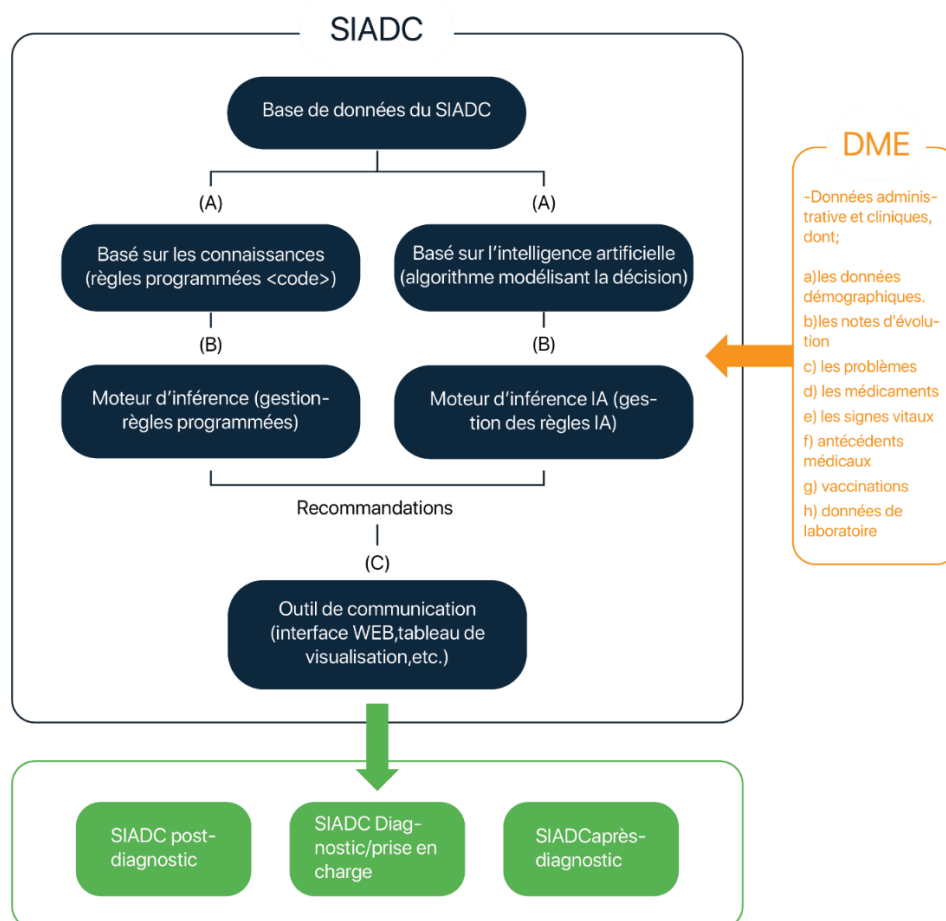 SIADC
Base de données du SIADC
(A)
(A)
Basé sur les connaissances
(règles programmées <code>)
Basé sur l'intelligence artificielle
(algorithme modélisant la décision)
(B)
(B)
Moteur d'inférence (gestion-
règles programmées)
Moteur d'inférence IA (ges-
tion des règles IA)
Recommandations
(C)
Outil de communication
(interface WEB,tableau de
visualisation,etc.)
DME
-Données adminis-
trative et cliniques,
dont;
a)les données
démographiques.
b)les notes d'évolu-
tion
c) les problèmes
d) les médicaments
e) les signes vitaux
f) antécédents
médicaux
g) vaccinations
h) données de
laboratoire
SIADC post-
diagnostic
SIADC Diag-
nostic/prise en
charge
SIADCaprès-
diagnostic